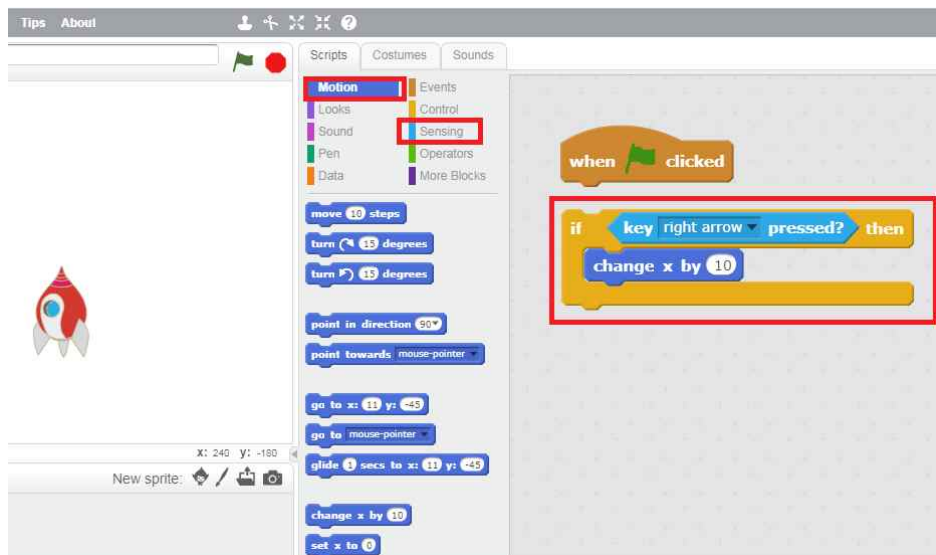 Tips About
Scripts Costumes Sounds
Motion Events
Looks Control
Sound Sensing
Pen Operators
Data More Blocks
move 10 steps
turn 15 degrees
turn 15 degrees
point in direction 90
point towards mouse-pointer
go to x: 11 y: -45
go to mouse-pointer
glide 1 secs to x: 11 y: -45
change x by 10
set x to 0
X: 240 y: -180
New sprite:
when clicked
if key right arrow pressed? then
change x by 10